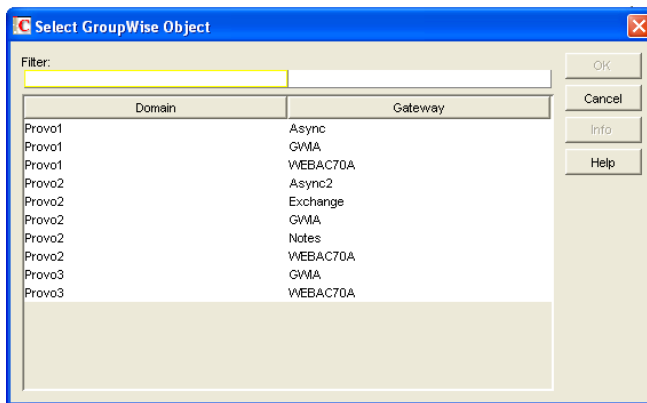 Select GroupWise Object
Filter:
OK
Domain Gateway
Cancel
Provo1 Async
Info
Provo1 GWIA
Provo1 WEBAC70A
Help
Provo2 Async2
Provo2 Exchange
Provo2 GWIA
Provo2 Notes
Provo2 WEBAC70A
Provo3 GWIA
Provo3 WEBAC70A